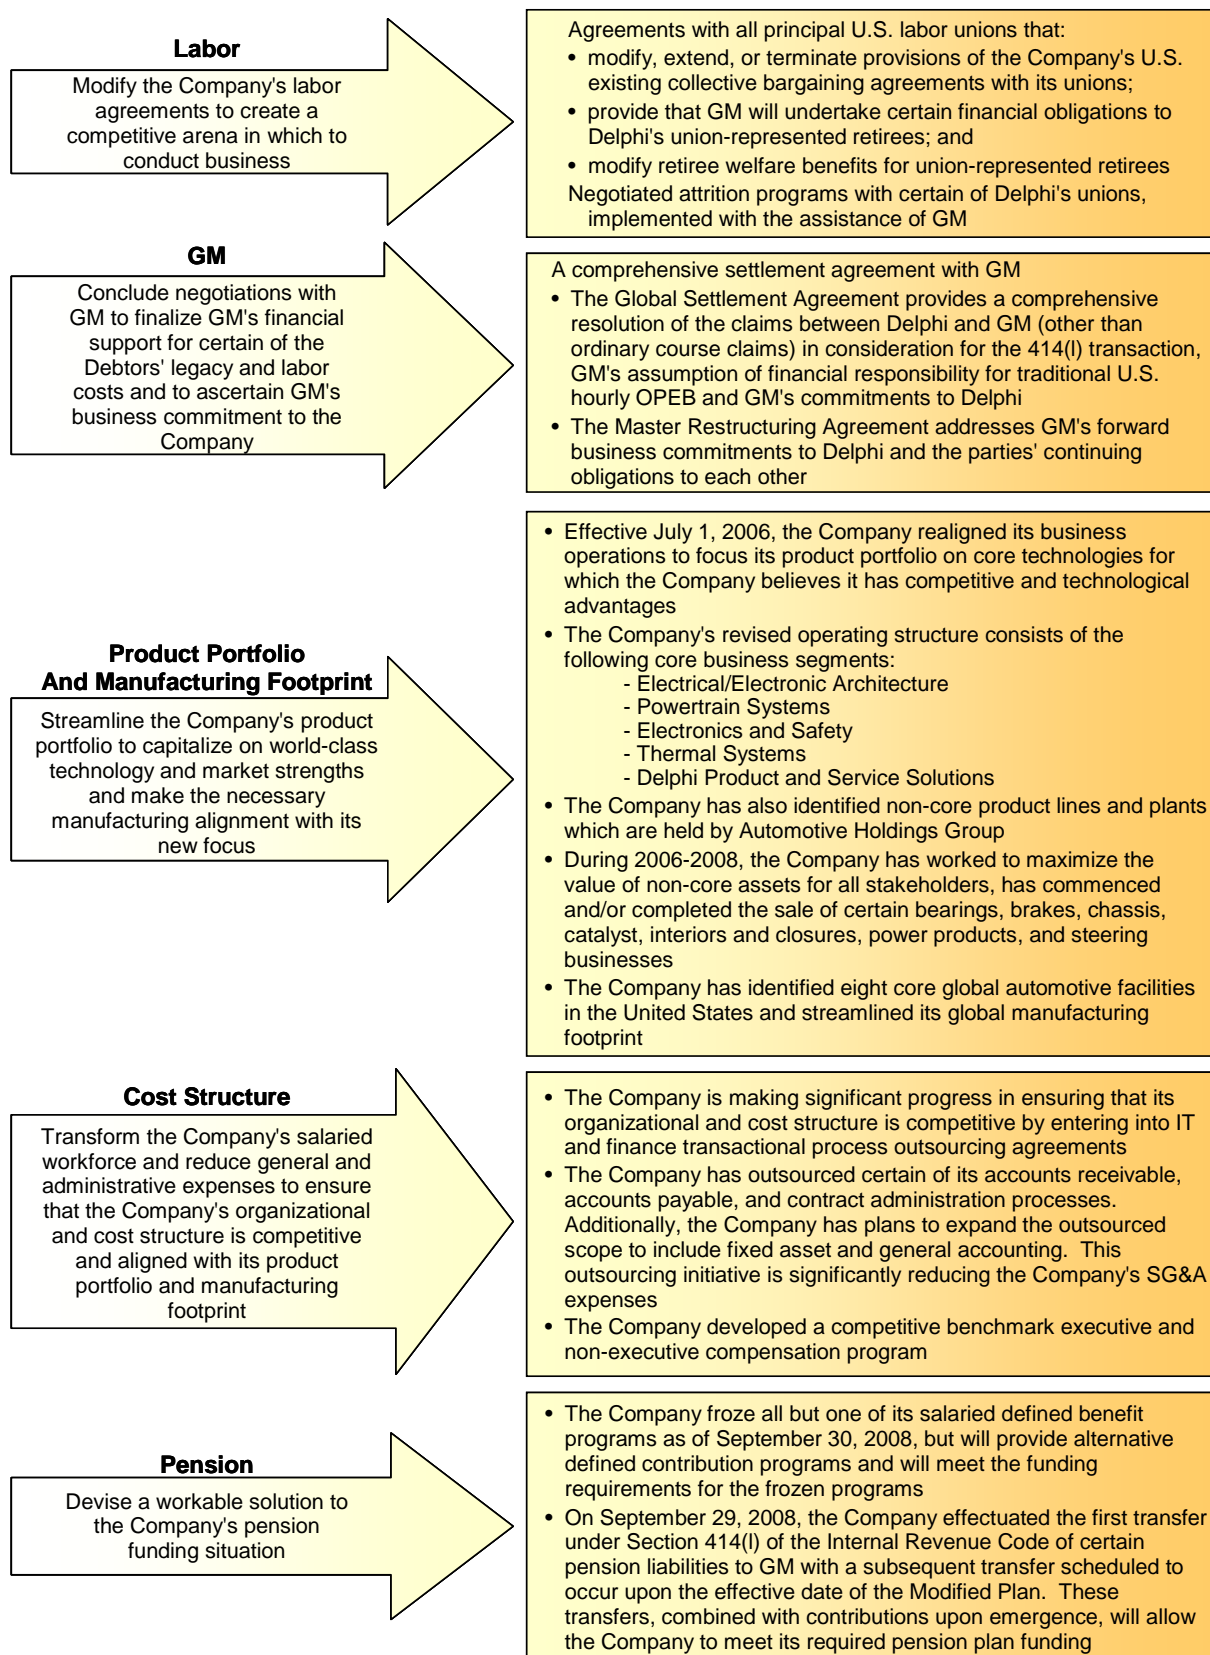 Labor
Modify the Company's labor
agreements to create a
competitive arena in which to
conduct business
Agreements with all principal U.S. labor unions that:
• modify, extend, or terminate provisions of the Company's U.S.
existing collective bargaining agreements with its unions;
• provide that GM will undertake certain financial obligations to
Delphi's union-represented retirees; and
• modify retiree welfare benefits for union-represented retirees
Negotiated attrition programs with certain of Delphi's unions,
implemented with the assistance of GM
GM
Conclude negotiations with
GM to finalize GM's financial
support for certain of the
Debtors' legacy and labor
costs and to ascertain GM's
business commitment to the
Company
A comprehensive settlement agreement with GM
• The Global Settlement Agreement provides a comprehensive
resolution of the claims between Delphi and GM (other than
ordinary course claims) in consideration for the 414(l) transaction,
GM's assumption of financial responsibility for traditional U.S.
hourly OPEB and GM's commitments to Delphi
• The Master Restructuring Agreement addresses GM's forward
business commitments to Delphi and the parties' continuing
obligations to each other
Product Portfolio
And Manufacturing Footprint
Streamline the Company's product
portfolio to capitalize on world-class
technology and market strengths
and make the necessary
manufacturing alignment with its
new focus
• Effective July 1, 2006, the Company realigned its business
operations to focus its product portfolio on core technologies for
which the Company believes it has competitive and technological
advantages
• The Company's revised operating structure consists of the
following core business segments:
- Electrical/Electronic Architecture
- Powertrain Systems
- Electronics and Safety
- Thermal Systems
- Delphi Product and Service Solutions
• The Company has also identified non-core product lines and plants
which are held by Automotive Holdings Group
• During 2006-2008, the Company has worked to maximize the
value of non-core assets for all stakeholders, has commenced
and/or completed the sale of certain bearings, brakes, chassis,
catalyst, interiors and closures, power products, and steering
businesses
• The Company has identified eight core global automotive facilities
in the United States and streamlined its global manufacturing
footprint
Cost Structure
Transform the Company's salaried
workforce and reduce general and
administrative expenses to ensure
that the Company's organizational
and cost structure is competitive
and aligned with its product
portfolio and manufacturing
footprint
• The Company is making significant progress in ensuring that its
organizational and cost structure is competitive by entering into IT
and finance transactional process outsourcing agreements
• The Company has outsourced certain of its accounts receivable,
accounts payable, and contract administration processes.
Additionally, the Company has plans to expand the outsourced
scope to include fixed asset and general accounting. This
outsourcing initiative is significantly reducing the Company's SG&A
expenses
• The Company developed a competitive benchmark executive and
non-executive compensation program
Pension
Devise a workable solution to
the Company's pension
funding situation
• The Company froze all but one of its salaried defined benefit
programs as of September 30, 2008, but will provide alternative
defined contribution programs and will meet the funding
requirements for the frozen programs
• On September 29, 2008, the Company effectuated the first transfer
under Section 414(l) of the Internal Revenue Code of certain
pension liabilities to GM with a subsequent transfer scheduled to
occur upon the effective date of the Modified Plan. These
transfers, combined with contributions upon emergence, will allow
the Company to meet its required pension plan funding